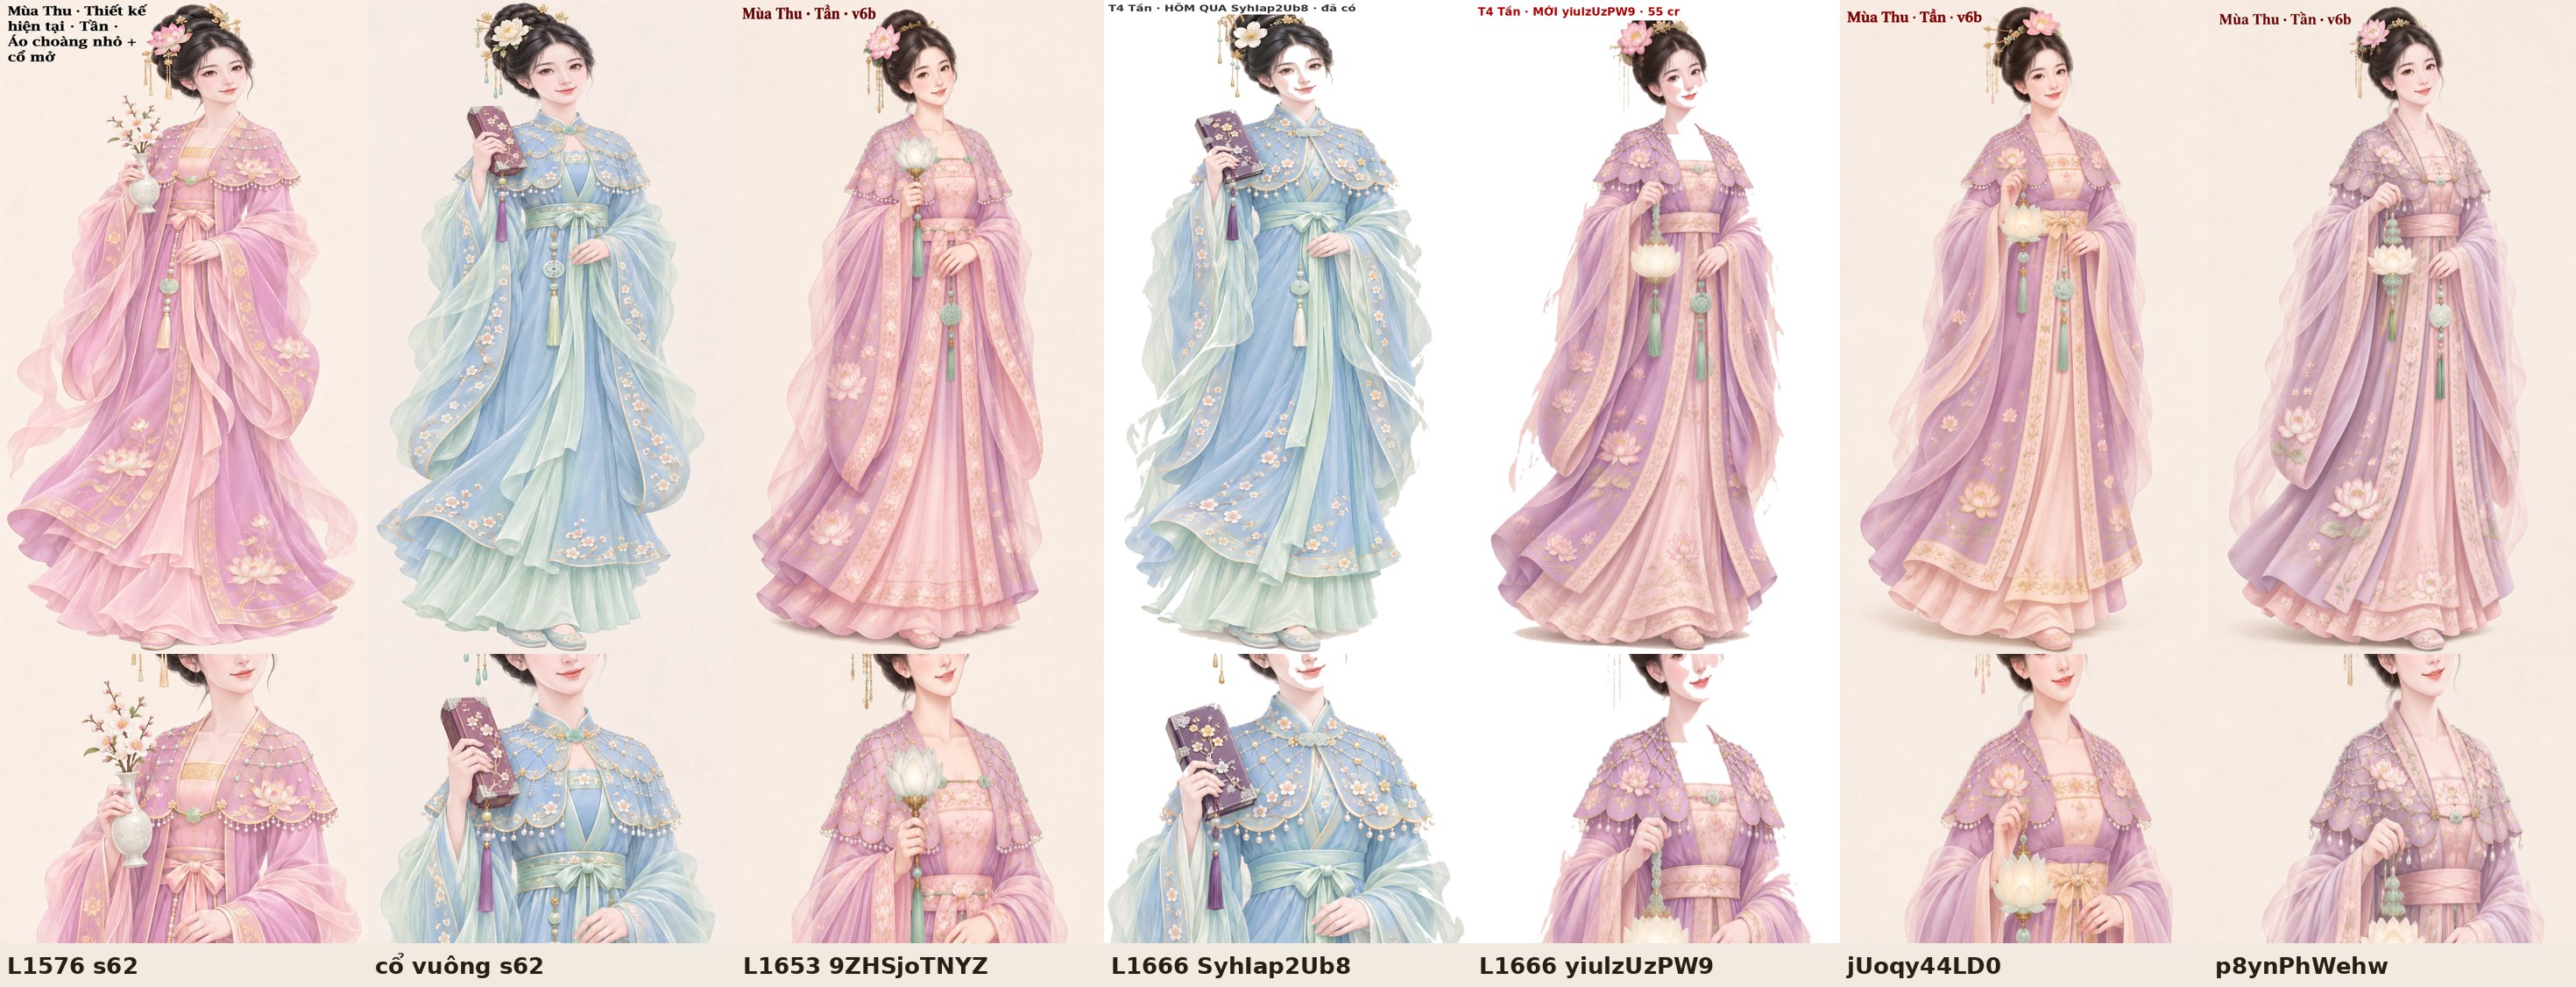 Mùa Thu · Thiết kế
hiện tại · Tần ·
Áo choàng nhỏ +
cổ mở
Mùa Thu · Tần · v6b
T4 Tần · HÔM QUA SyhIap2Ub8 · đã có
T4 Tần · MỚI yiulzUzPW9 · 55 cr
Mùa Thu · Tần · v6b
Mùa Thu · Tần · v6b
L1576 s62
cổ vuông s62
L1653 9ZHSjoTNYZ
L1666 SyhIap2Ub8
L1666 yiulzUzPW9
jUoqy44LD0
p8ynPhWehw